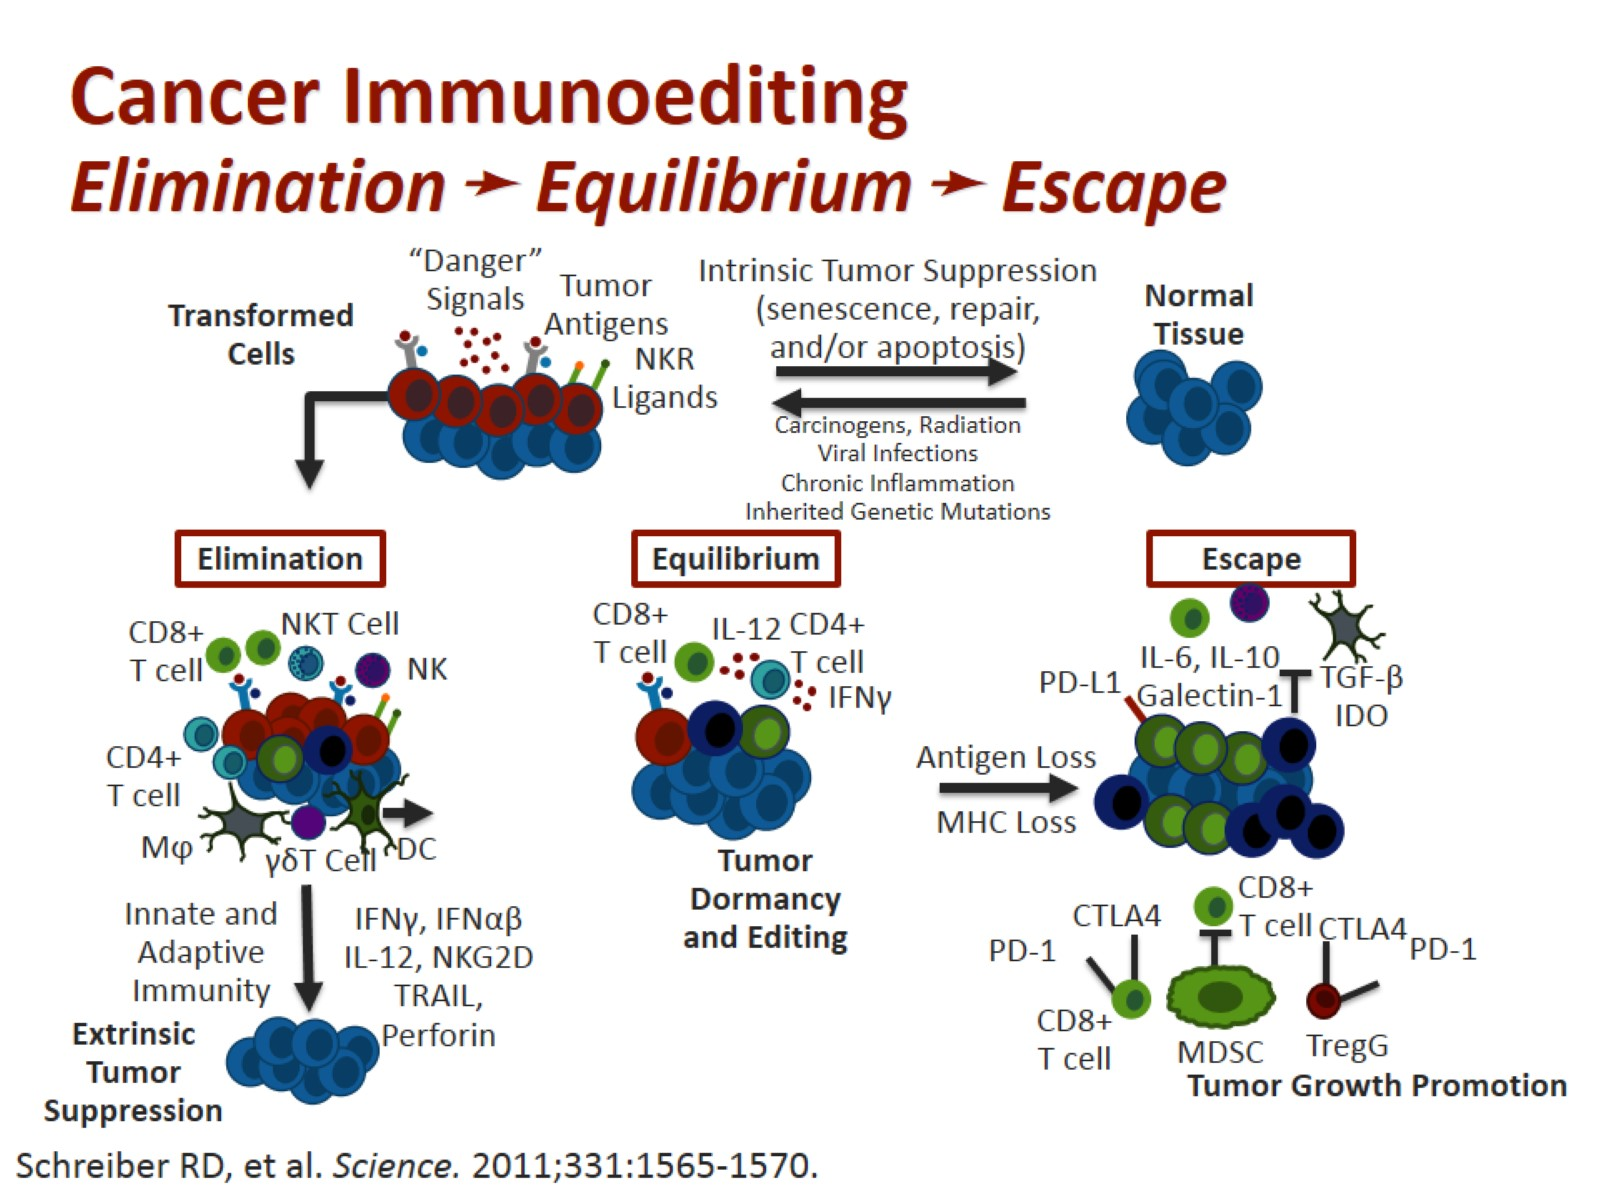 Cancer Immunoediting
Elimination → Equilibrium → Escape
“Danger”
Signals
Tumor
Antigens
NKR
Ligands
Transformed
Cells
Intrinsic Tumor Suppression
(senescence, repair,
and/or apoptosis)
Carcinogens, Radiation
Viral Infections
Chronic Inflammation
Inherited Genetic Mutations
Normal
Tissue
Elimination
CD8+
T cell
NKT Cell
NK
CD4+
T cell
Mφ
γδT Cell
DC
Innate and
Adaptive
Immunity
IFNγ, IFNαβ
IL-12, NKG2D
TRAIL,
Perforin
Extrinsic
Tumor
Suppression
Equilibrium
CD8+
T cell
IL-12
CD4+
T cell
IFNγ
Tumor
Dormancy
and Editing
Antigen Loss
MHC Loss
Escape
IL-6, IL-10
Galectin-1
PD-L1
TGF-β
IDO
CD8+
T cell
CTLA4
PD-1
CD8+
T cell
MDSC
CTLA4
PD-1
TregG
Tumor Growth Promotion
Schreiber RD, et al. Science. 2011;331:1565-1570.